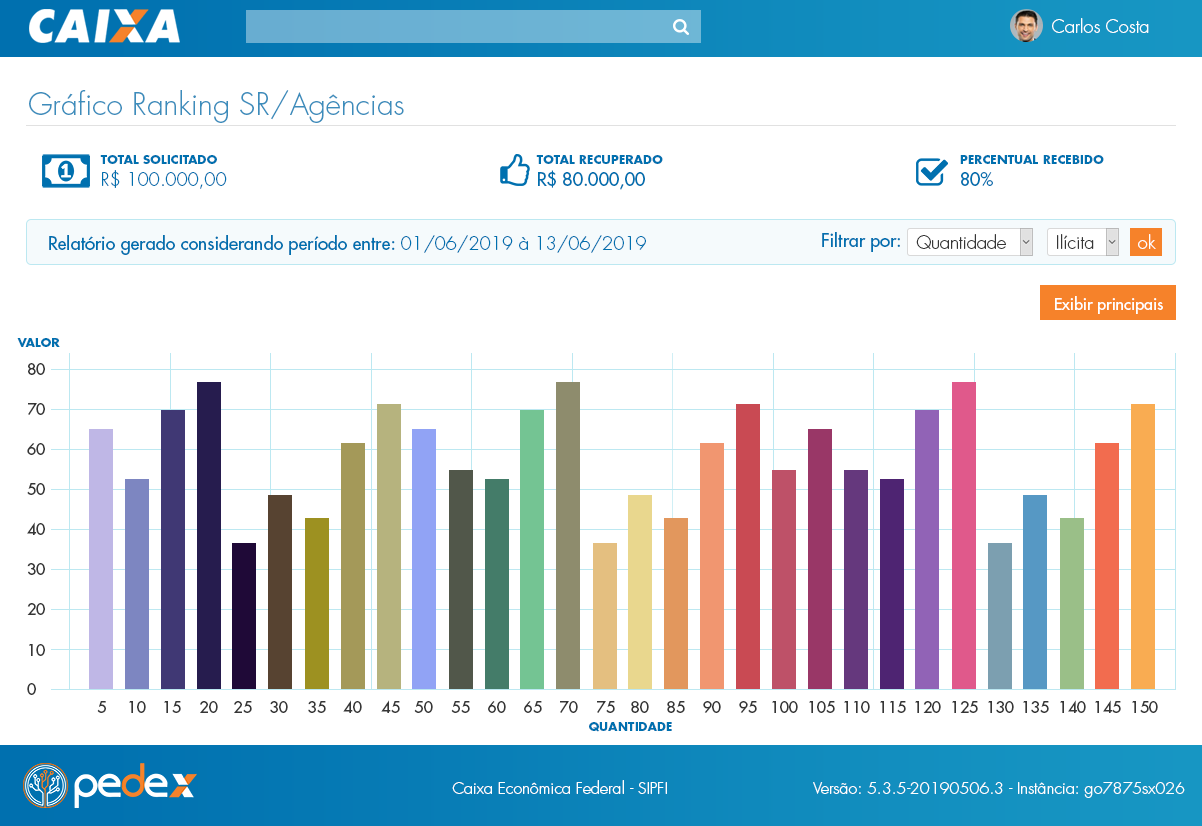 CAIXA
Carlos Costa
Gráfico Ranking SR/Agências
TOTAL SOLICITADO
R$ 100.000,00
TOTAL RECUPERADO
R$ 80.000,00
PERCENTUAL RECEBIDO
80%
Relatório gerado considerando período entre: 01/06/2019 à 13/06/2019
Filtrar por: Quantidade Ilícita ok
Exibir principais
VALOR
80
70
60
50
40
30
20
10
0
5 10 15 20 25 30 35 40 45 50 55 60 65 70 75 80 85 90 95 100 105 110 115 120 125 130 135 140 145 150
QUANTIDADE
pedex
Caixa Econômica Federal - SIPFI
Versão: 5.3.5-20190506.3 - Instância: go7875sx026